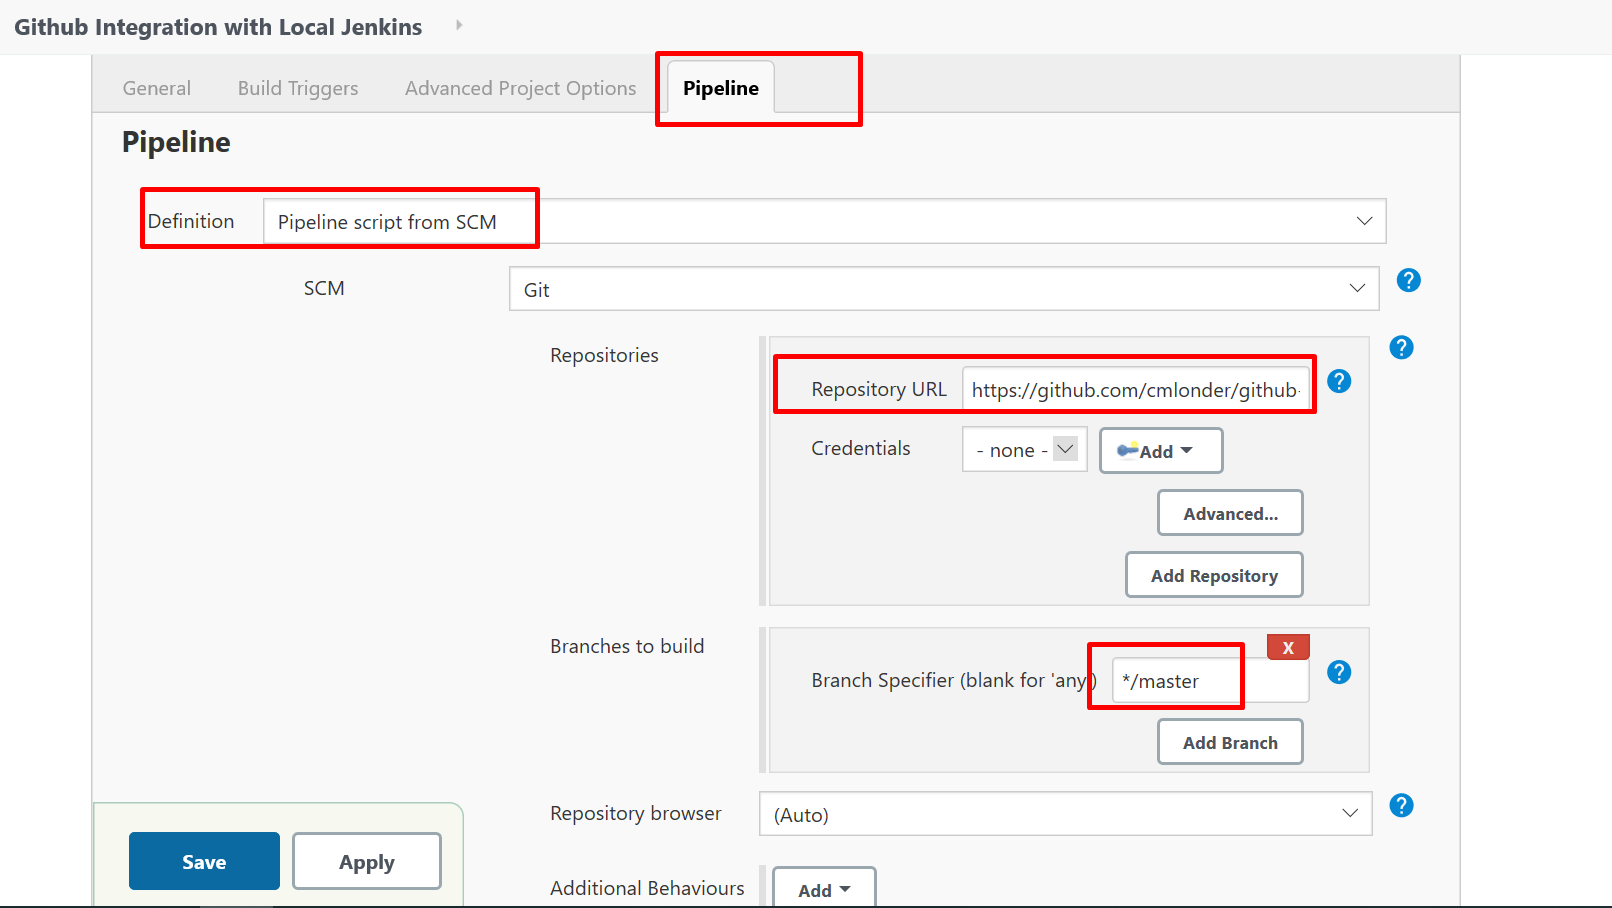 Github Integration with Local Jenkins
General Build Triggers Advanced Project Options Pipeline
Pipeline
Definition Pipeline script from SCM
SCM Git ?
Repositories ?
Repository URL https://github.com/cmlonder/github- ?
Credentials - none - Add
Advanced...
Add Repository
Branches to build X
Branch Specifier (blank for 'any') */master ?
Add Branch
Repository browser (Auto) ?
Save Apply
Additional Behaviours Add